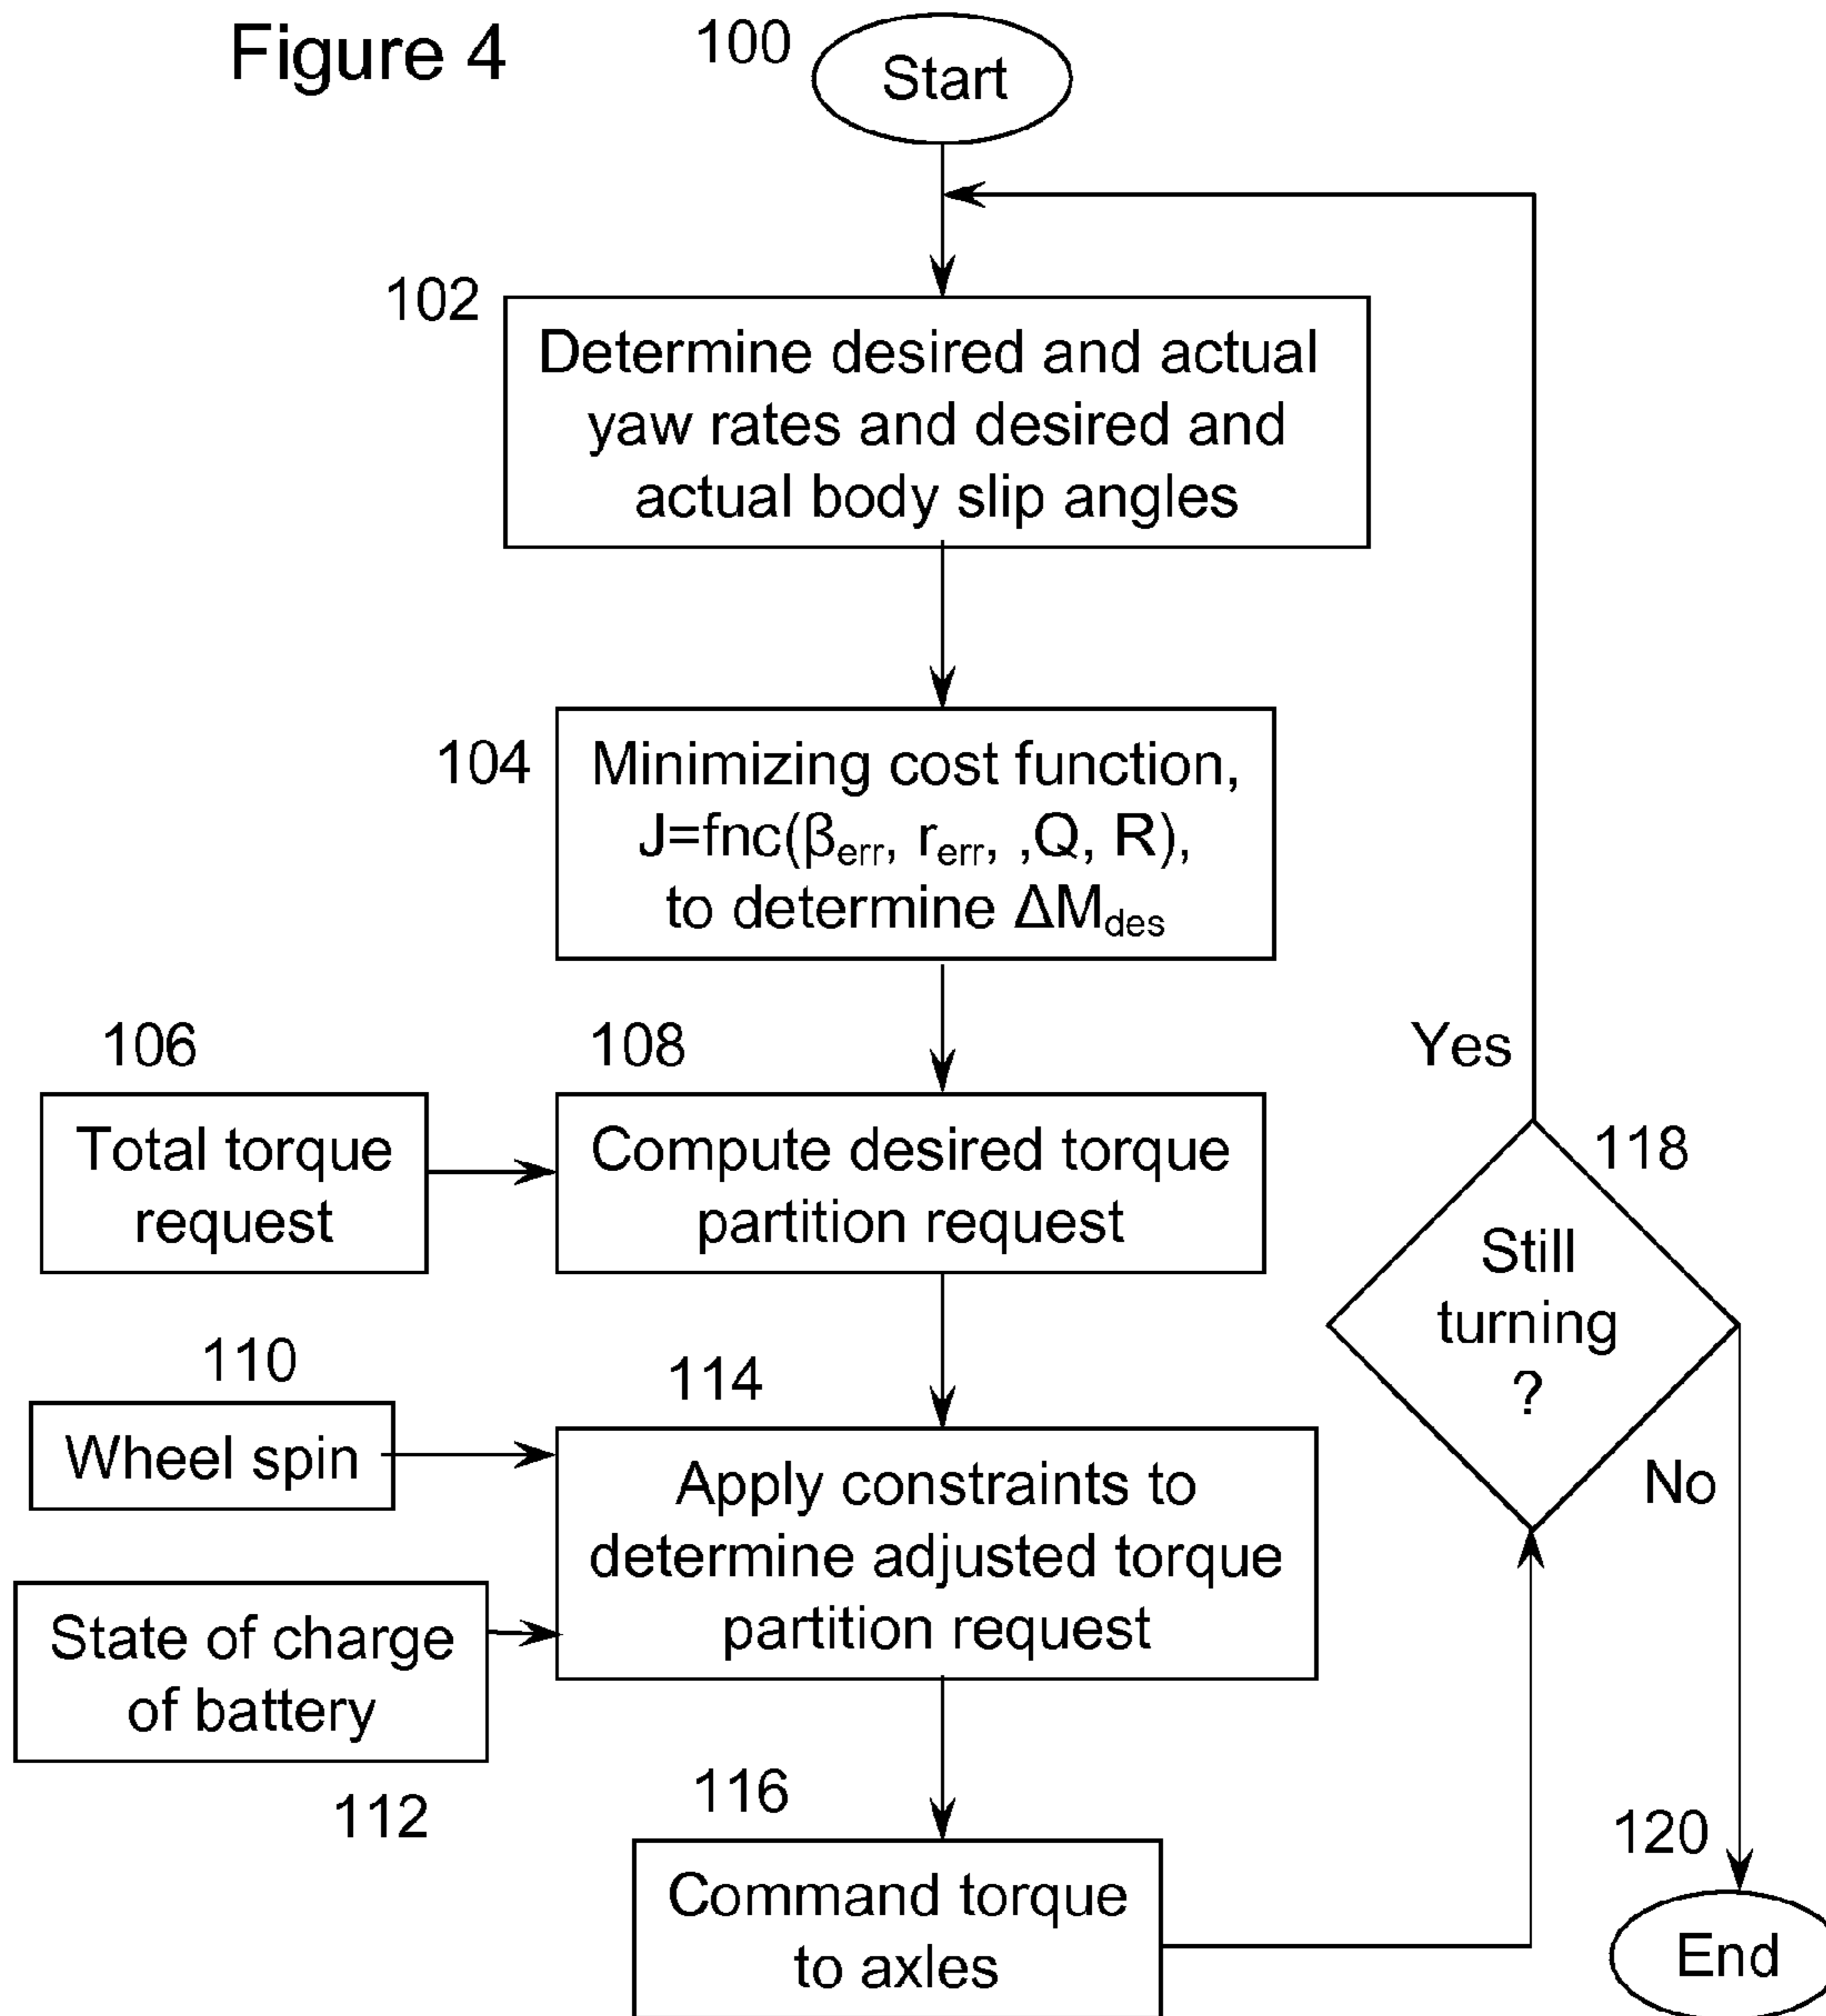 Figure 4
100
Start
102
Determine desired and actual
yaw rates and desired and
actual body slip angles
104
Minimizing cost function,
J=fnc(βerr, rerr, ,Q, R),
to determine ΔMdes
106
Total torque
request
108
Compute desired torque
partition request
110
Wheel spin
112
State of charge
of battery
114
Apply constraints to
determine adjusted torque
partition request
116
Command torque
to axles
118
Still
turning
?
Yes
No
120
End